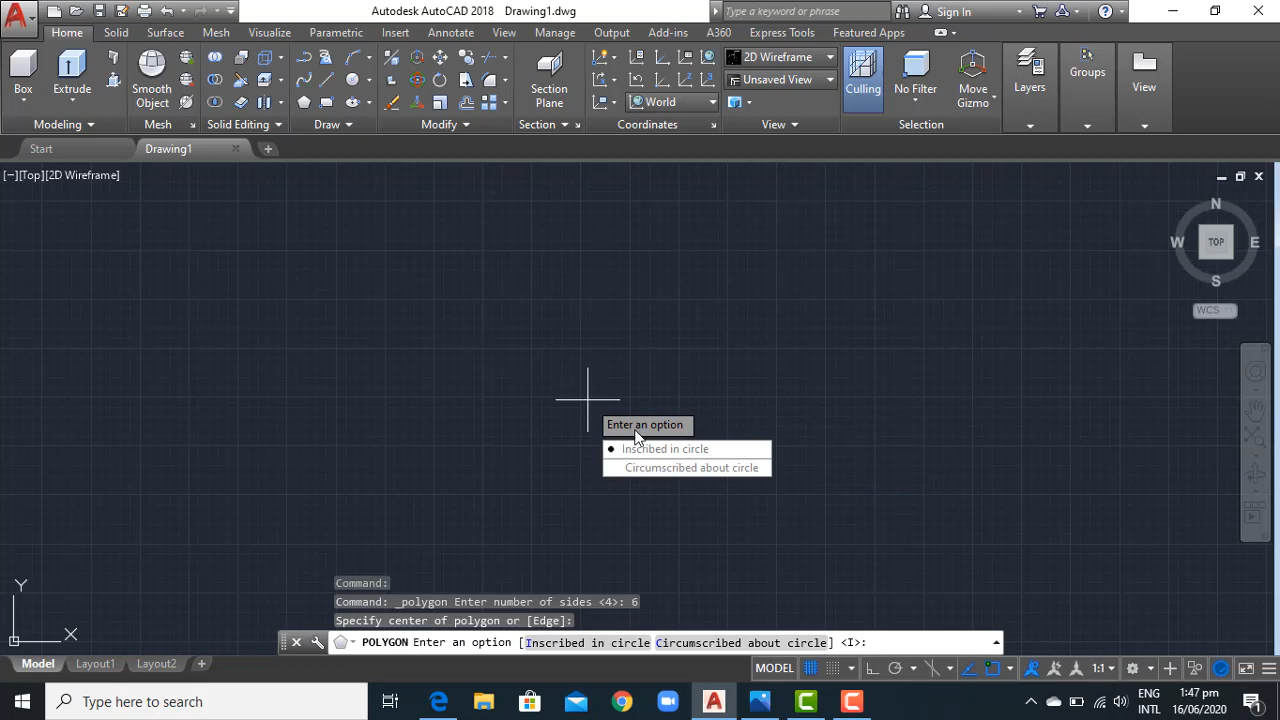 Autodesk AutoCAD 2018 Drawing1.dwg
Type a keyword or phrase
Sign In
Home Solid Surface Mesh Visualize Parametric Insert Annotate View Manage Output Add-ins A360 Express Tools Featured Apps
Box
Extrude
Smooth
Object
Section
Plane
2D Wireframe
Unsaved View
World
Culling
No Filter
Move
Gizmo
Layers
Groups
View
Modeling
Mesh
Solid Editing
Draw
Modify
Section
Coordinates
View
Selection
Start
Drawing1
[−][Top][2D Wireframe]
N
W
TOP
E
S
WCS
Enter an option
Inscribed in circle
Circumscribed about circle
Y
X
Command:
Command: _polygon Enter number of sides <4>: 6
Specify center of polygon or [Edge]:
POLYGON Enter an option [Inscribed in circle Circumscribed about circle] <I>:
Model Layout1 Layout2
MODEL
1:1
Type here to search
ENG
INTL
1:47 pm
16/06/2020
1